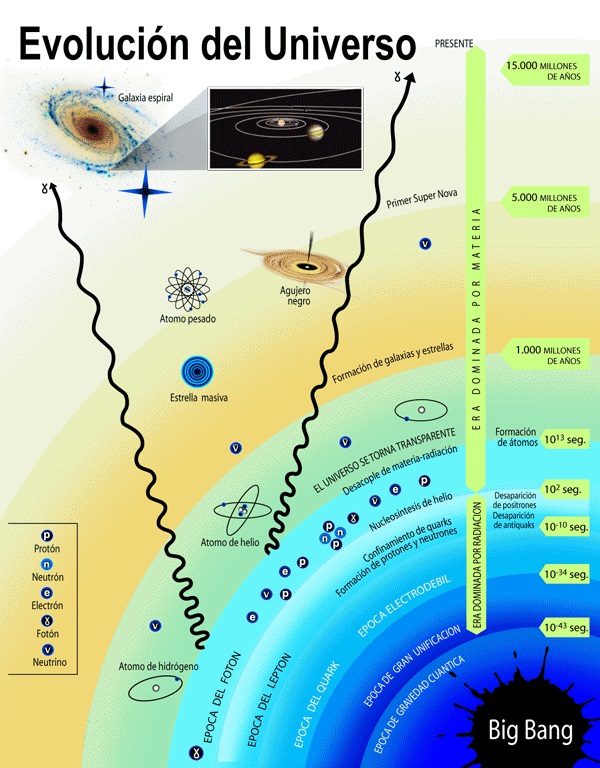 Evolución del Universo
PRESENTE
15.000 MILLONES
DE AÑOS
Galaxia espiral
ɣ
ɣ
Primer Super Nova
5.000 MILLONES
DE AÑOS
ν
Agujero
negro
Atomo pesado
ERA DOMINADA POR MATERIA
Formación de galaxias y estrellas
1.000 MILLONES
DE AÑOS
Estrella masiva
EL UNIVERSO SE TORNA TRANSPARENTE
Formación
de átomos
10¹³ seg.
ν
ν
Desacople de materia-radiación
10² seg.
Desaparición
de positrones
Desaparición
de antiquaks
10⁻¹⁰ seg.
ν e p
Nucleosíntesis de helio
p ɣ
n n
p
Atomo de helio
Confinamiento de quarks
Formación de protones y neutrones
ERA DOMINADA POR RADIACION
10⁻³⁴ seg.
e p
ν p
e
p
Protón
n
Neutrón
e
Electrón
ɣ
Fotón
ν
Neutrino
EPOCA ELECTRODEBIL
10⁻⁴³ seg.
ν
Atomo de hidrógeno
EPOCA DEL FOTON
EPOCA DEL LEPTON
EPOCA DEL QUARK
EPOCA DE GRAN UNIFICACION
EPOCA DE GRAVEDAD CUANTICA
ɣ
Big Bang